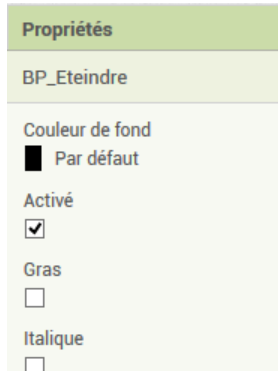 Propriétés
BP_Eteindre
Couleur de fond
Par défaut
Activé
Gras
Italique